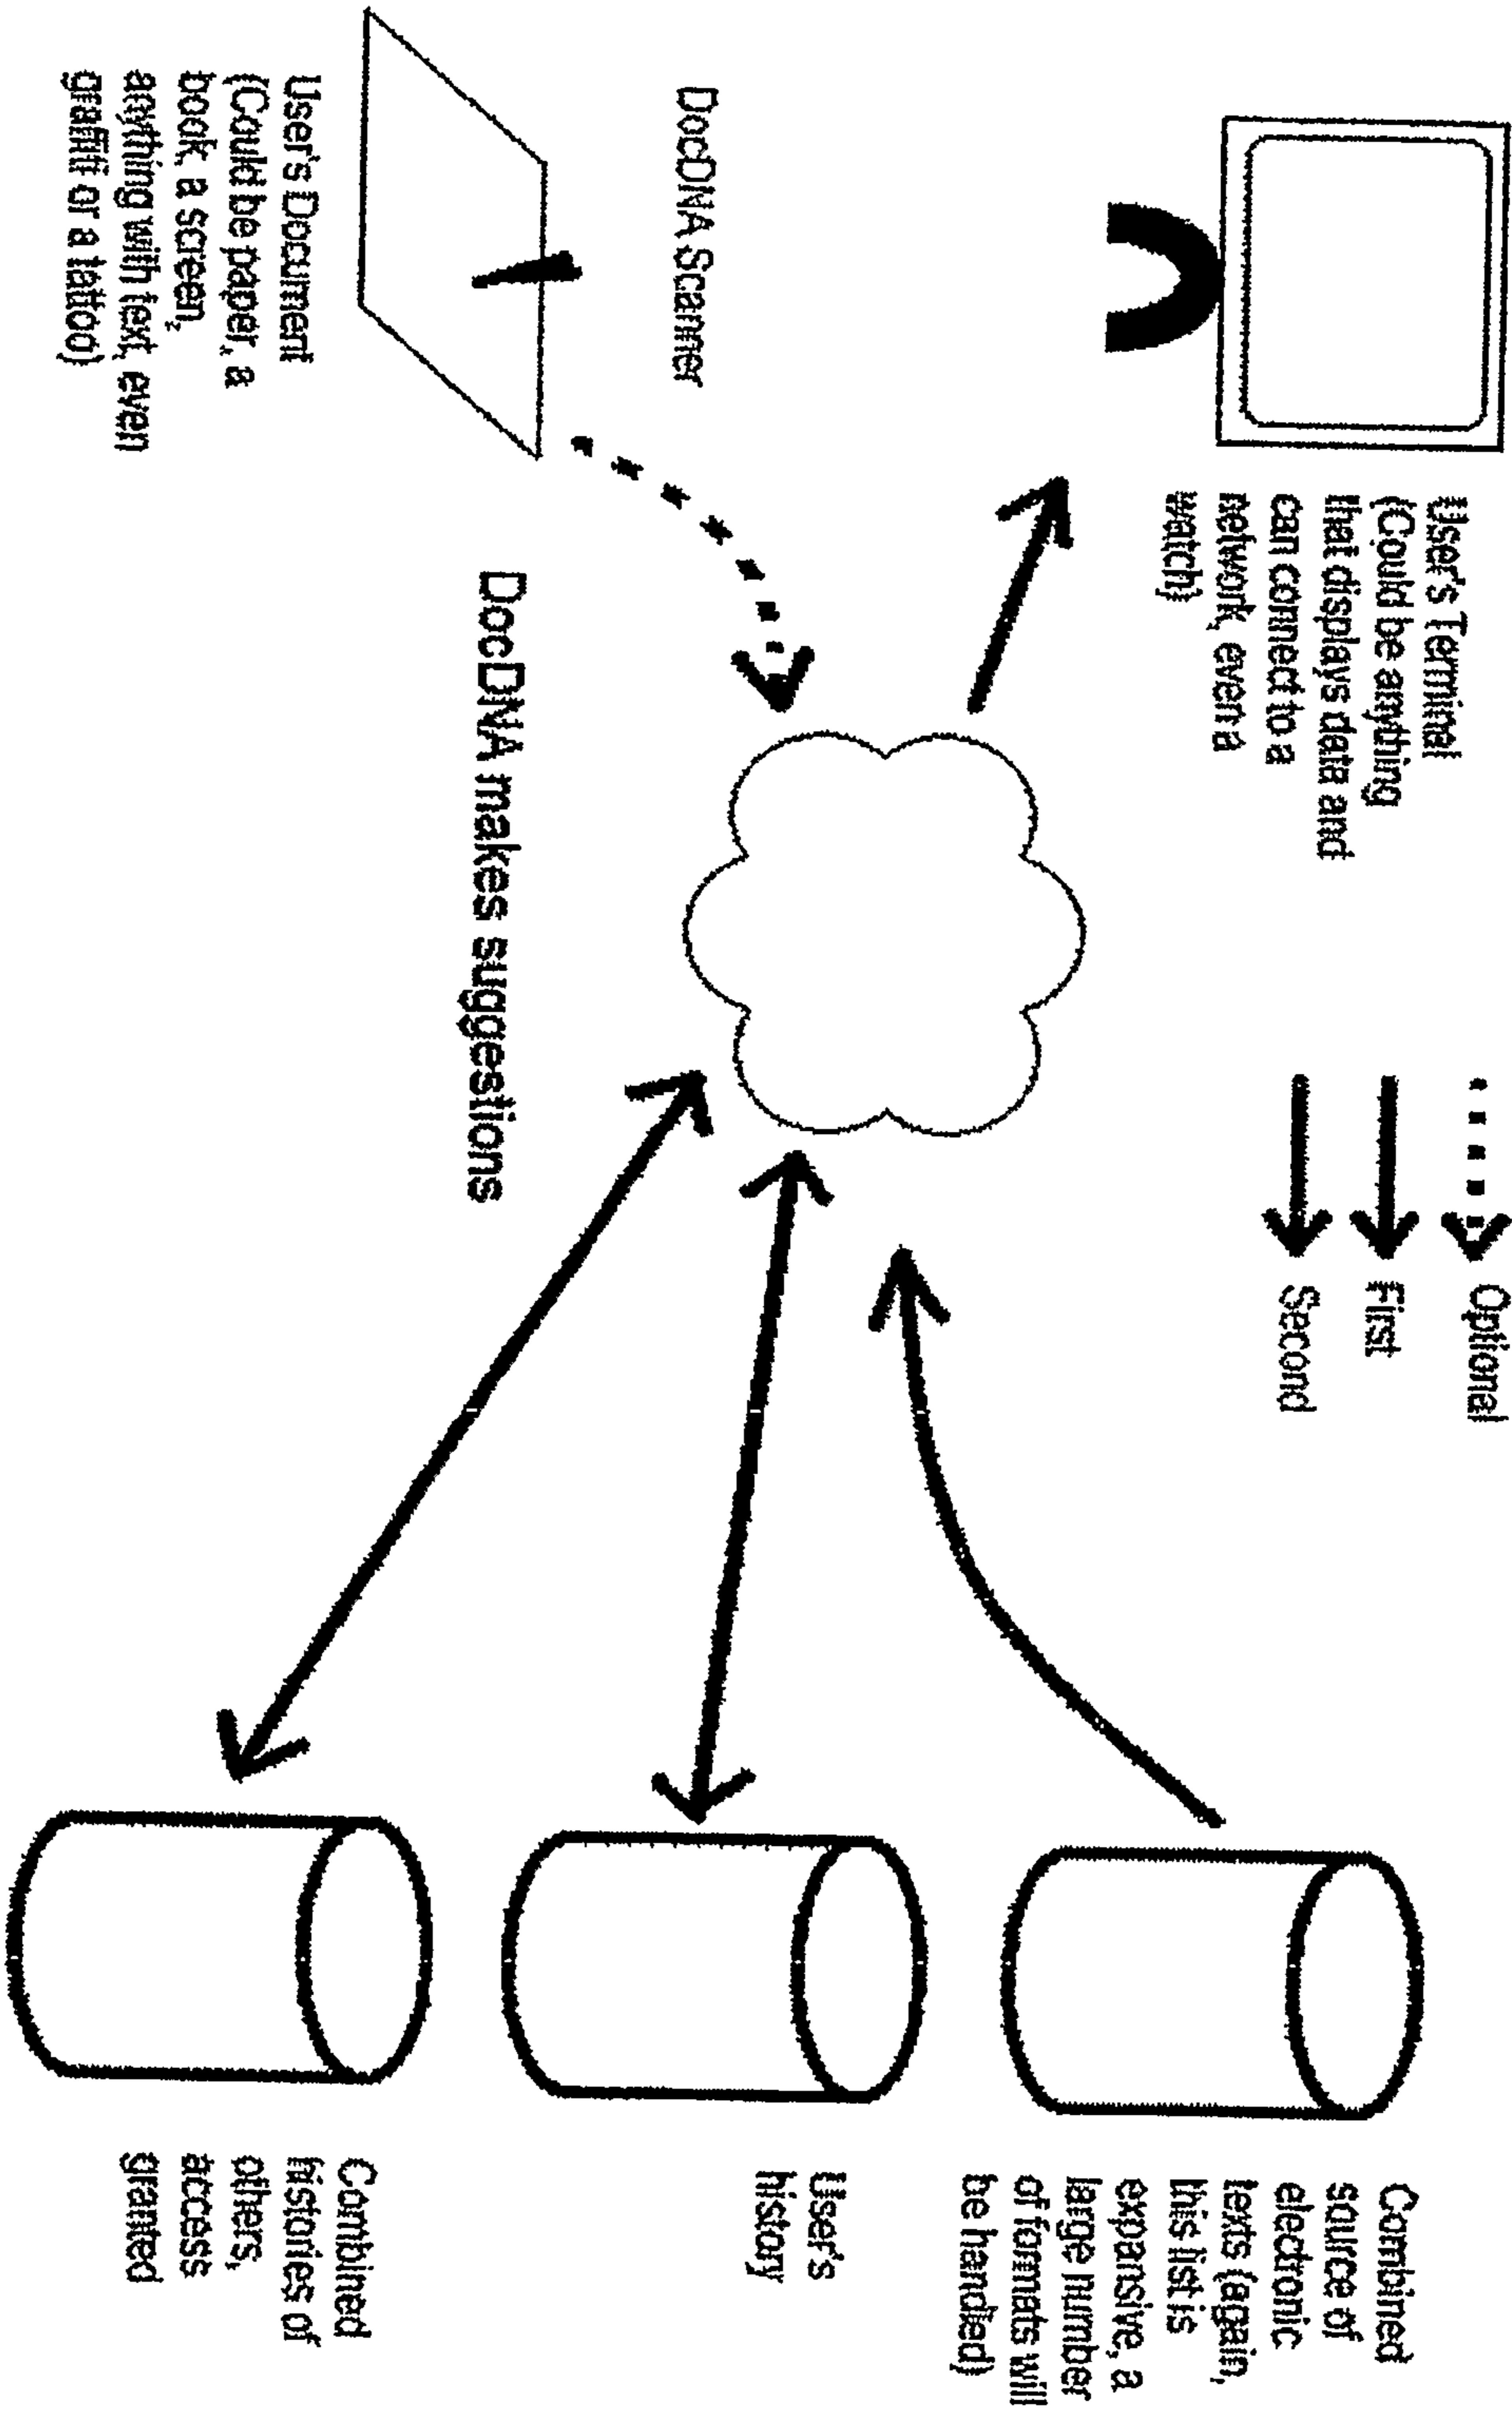 User's Terminal
(Could be anything
that displays data and
can connect to a
network, even a
watch)
Optional
First
Second
DocDNA Scanner
User's Document
(Could be paper, a
book, a screen,
anything with text, even
graffiti or a tattoo)
DocDNA makes suggestions
Combined
source of
electronic
texts (again,
this list is
expansive, a
large number
of formats will
be handled)
User's
history
Combined
histories of
others,
access
granted